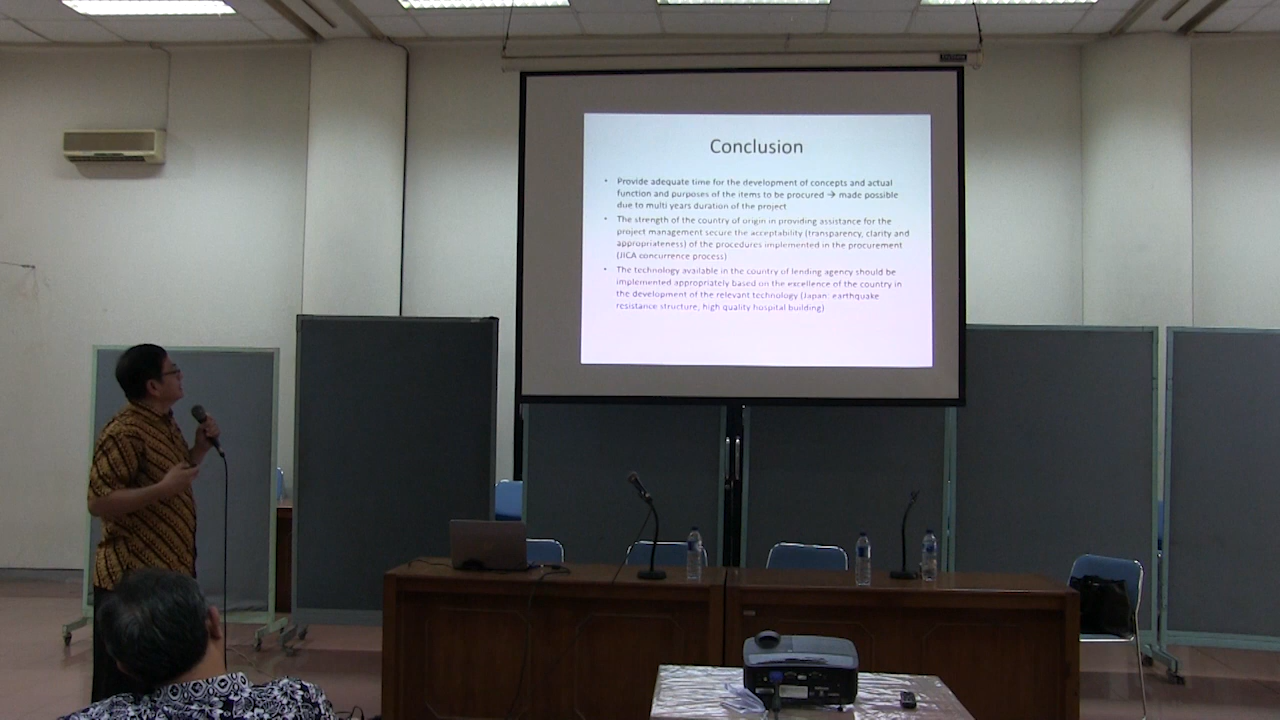 Conclusion
• Provide adequate time for the development of concepts and actual
function and purposes of the items to be procured → made possible
due to multi years duration of the project
• The strength of the country of origin in providing assistance for the
project management secure the acceptability (transparency, clarity and
appropriateness) of the procedures implemented in the procurement
(JICA concurrence process)
• The technology available in the country of lending agency should be
implemented appropriately based on the excellence of the country in
the development of the relevant technology (Japan: earthquake
resistance structure, high quality hospital building)